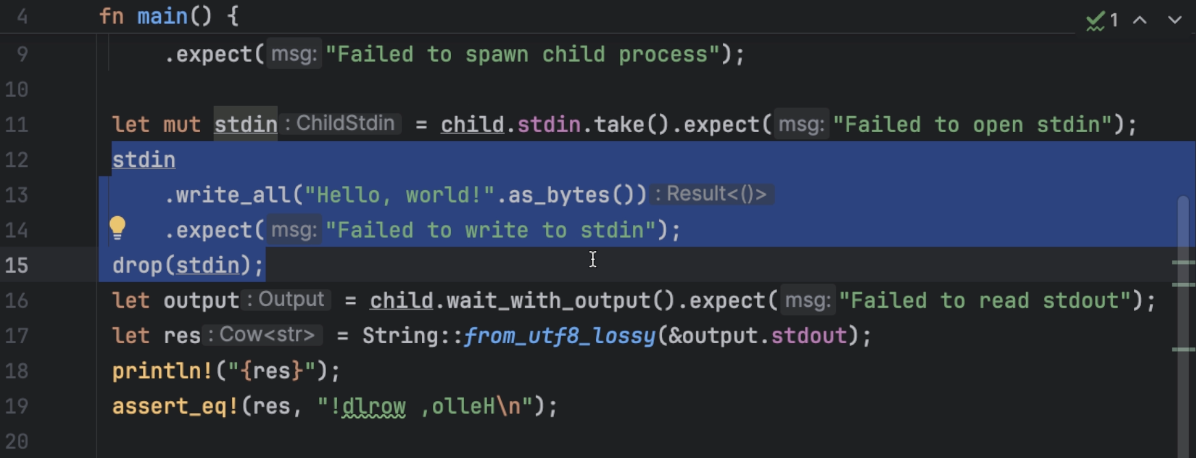 4 fn main() {
1
9 .expect( msg: "Failed to spawn child process");
10
11 let mut stdin : ChildStdin = child.stdin.take().expect( msg: "Failed to open stdin");
12 stdin
13 .write_all("Hello, world!".as_bytes()) : Result<()>
14 .expect( msg: "Failed to write to stdin");
15 drop(stdin);
16 let output : Output = child.wait_with_output().expect( msg: "Failed to read stdout");
17 let res : Cow<str> = String::from_utf8_lossy(&output.stdout);
18 println!("{res}");
19 assert_eq!(res, "!dlrow ,olleH\n");
20